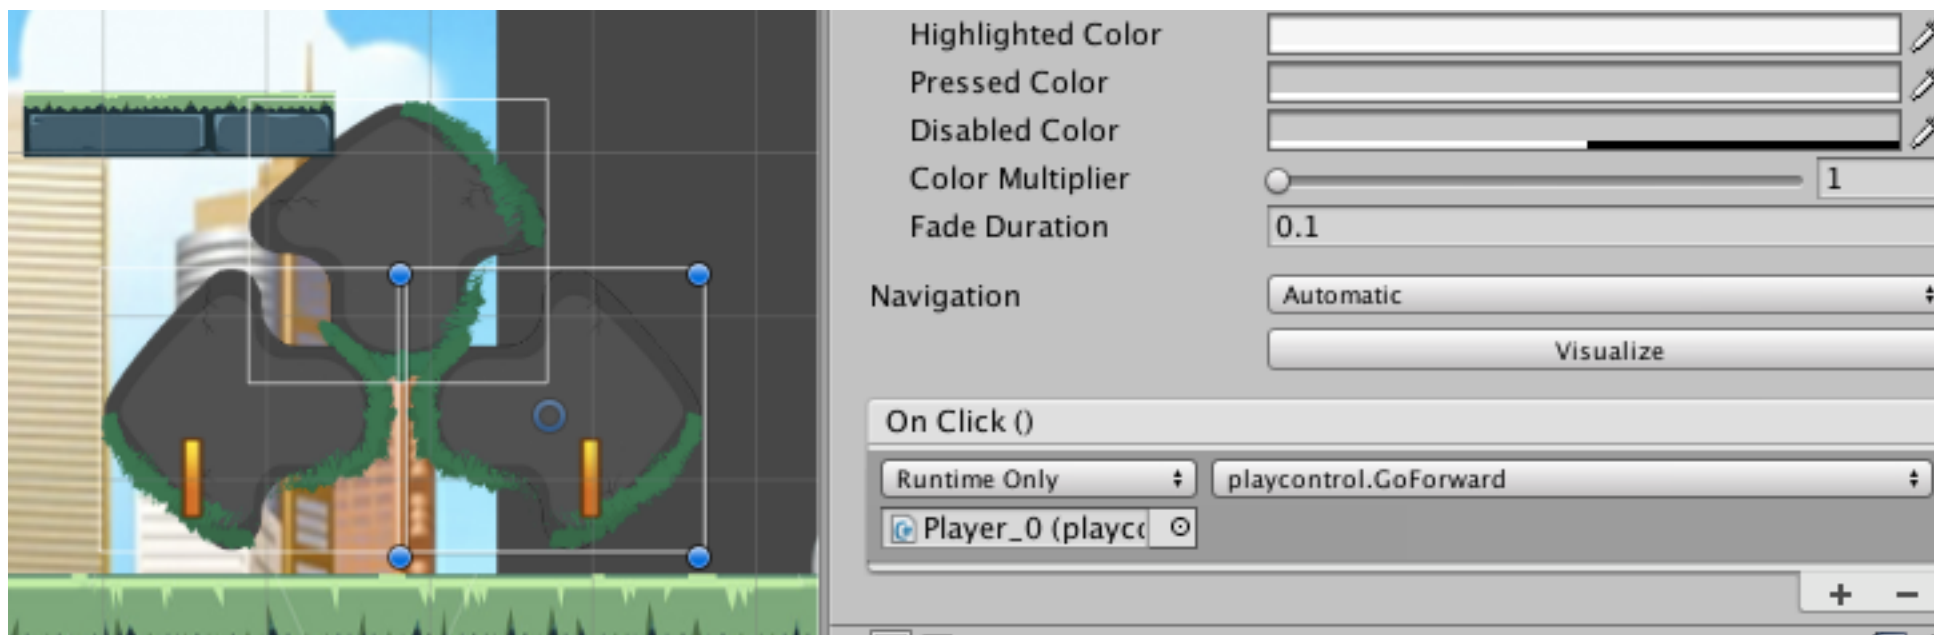 Highlighted Color
Pressed Color
Disabled Color
Color Multiplier 1
Fade Duration 0.1
Navigation Automatic
Visualize
On Click ()
Runtime Only playcontrol.GoForward
Player_0 (playc